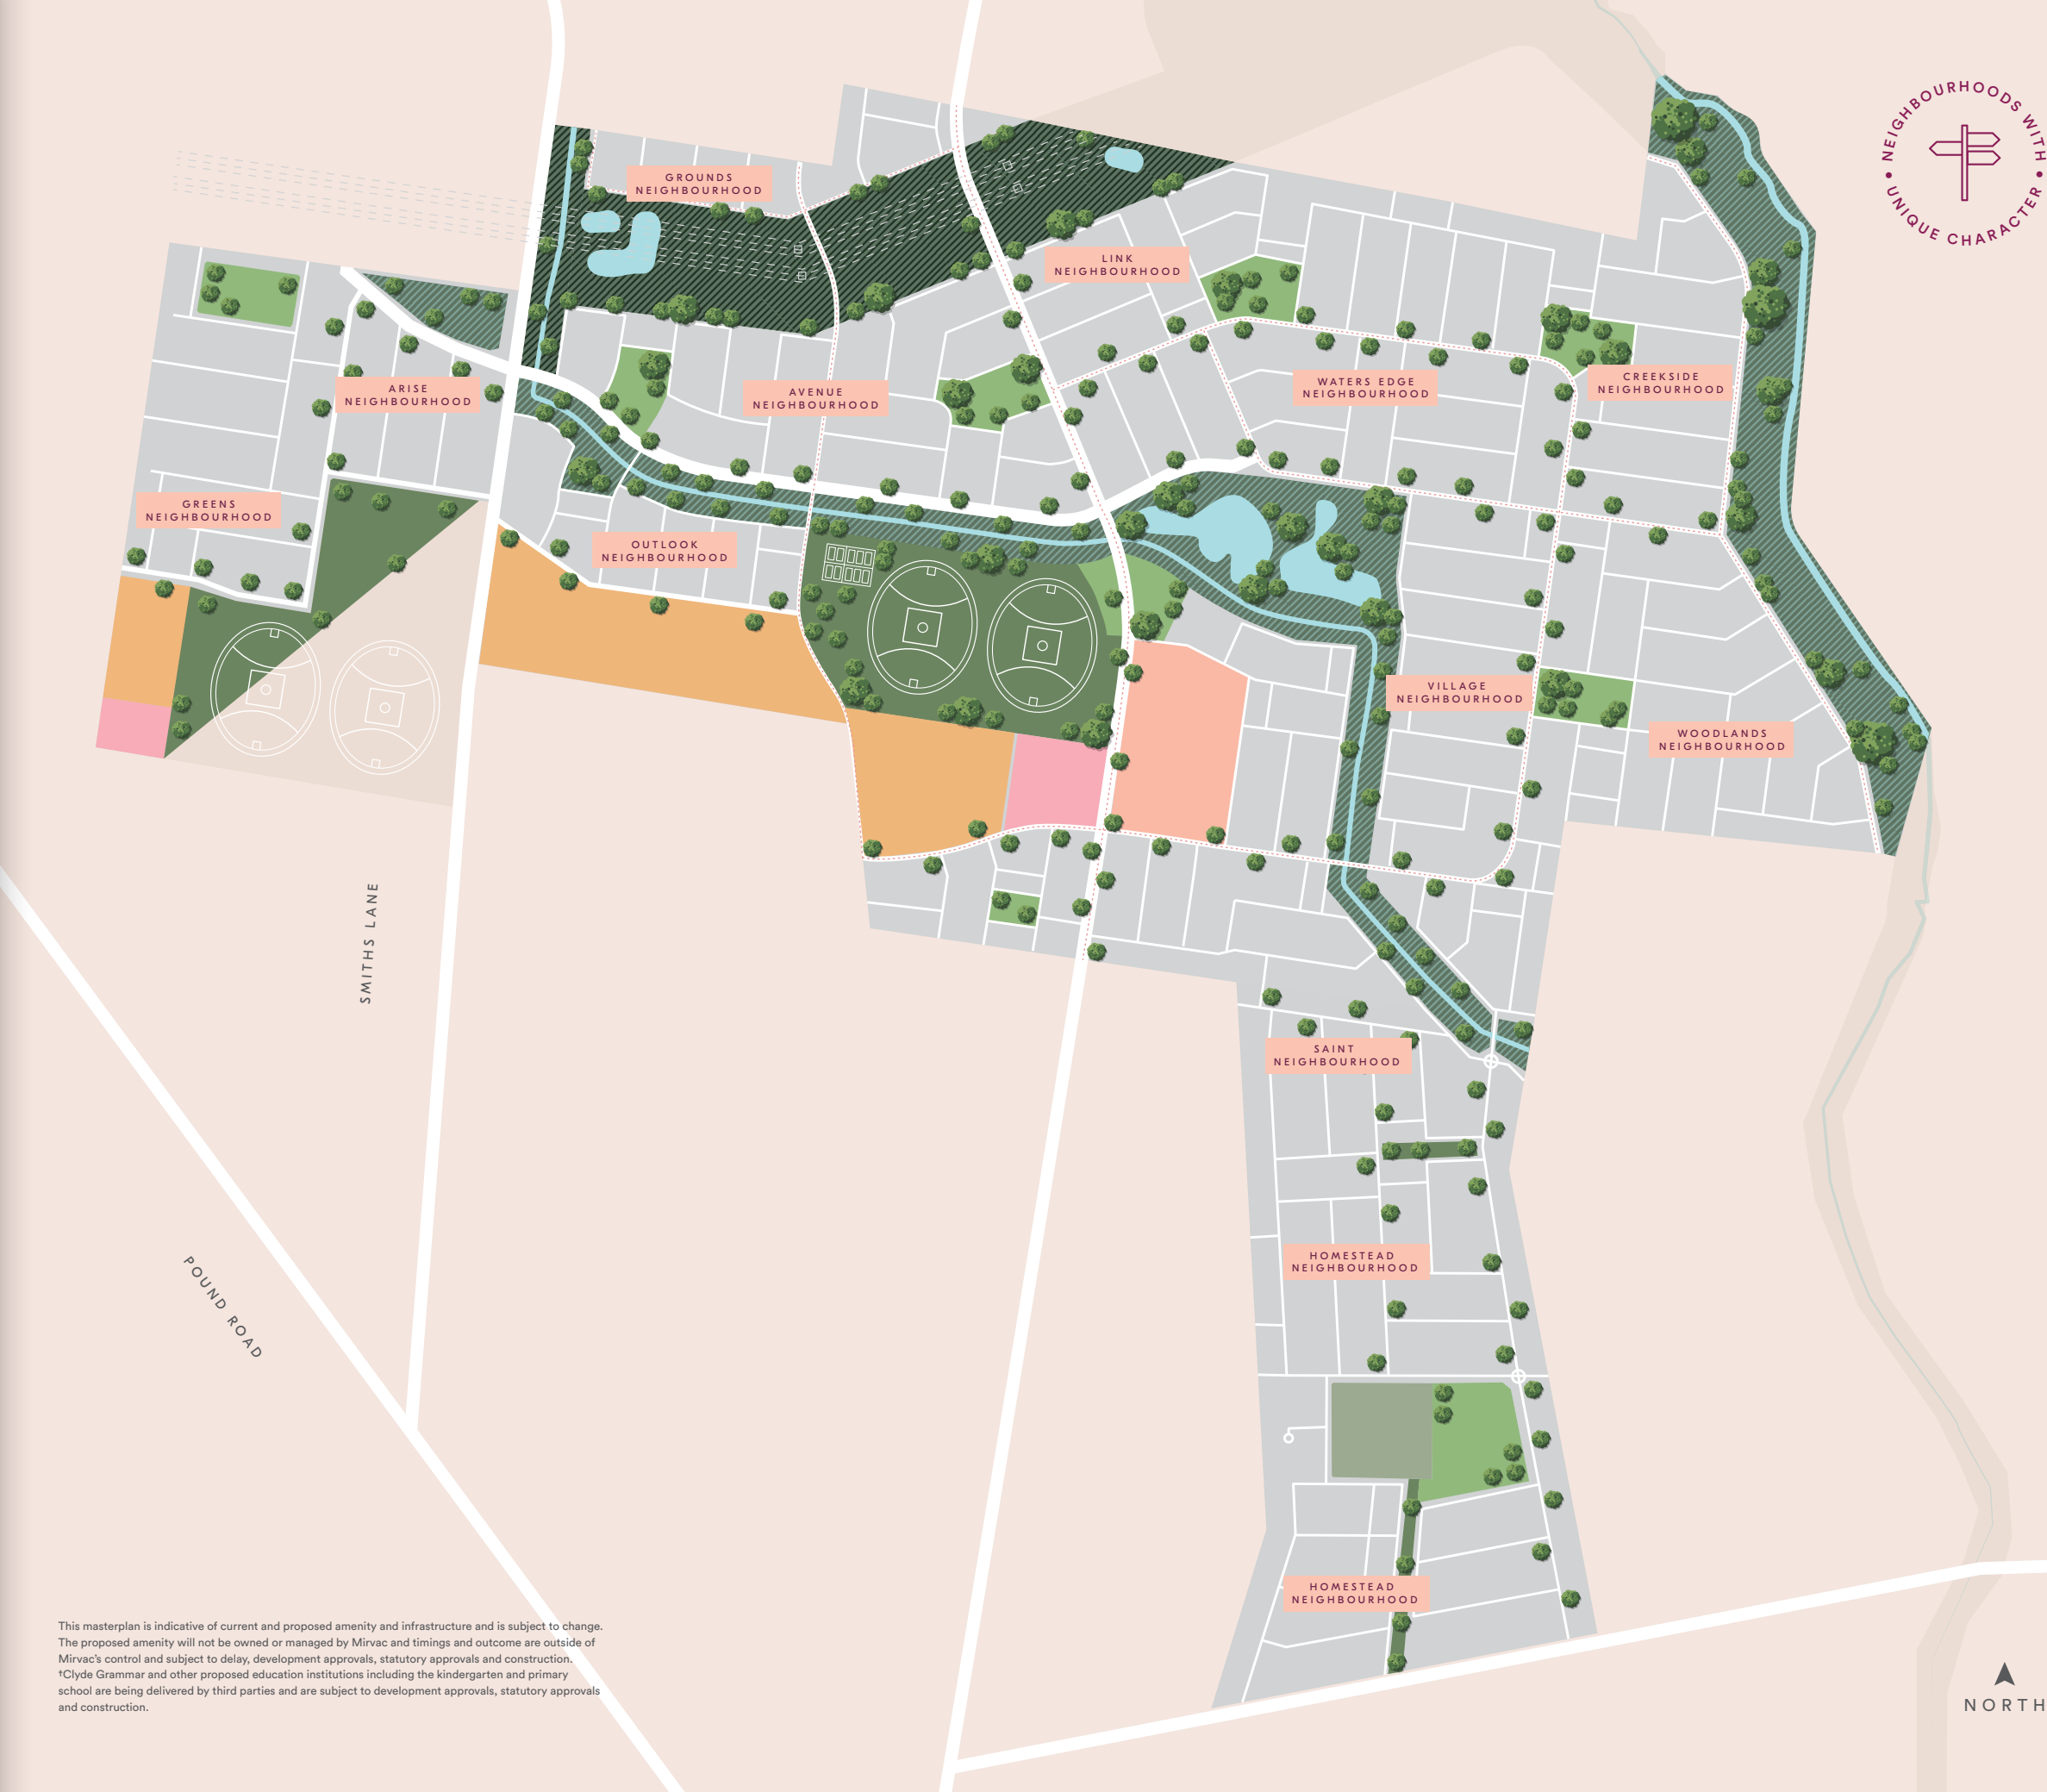 NEIGHBOURHOODS WITH
• UNIQUE CHARACTER •
GROUNDS
NEIGHBOURHOOD
LINK
NEIGHBOURHOOD
ARISE
NEIGHBOURHOOD
AVENUE
NEIGHBOURHOOD
WATERS EDGE
NEIGHBOURHOOD
CREEKSIDE
NEIGHBOURHOOD
GREENS
NEIGHBOURHOOD
OUTLOOK
NEIGHBOURHOOD
VILLAGE
NEIGHBOURHOOD
WOODLANDS
NEIGHBOURHOOD
SMITHS LANE
SAINT
NEIGHBOURHOOD
POUND ROAD
HOMESTEAD
NEIGHBOURHOOD
HOMESTEAD
NEIGHBOURHOOD
This masterplan is indicative of current and proposed amenity and infrastructure and is subject to change.
The proposed amenity will not be owned or managed by Mirvac and timings and outcome are outside of
Mirvac’s control and subject to delay, development approvals, statutory approvals and construction.
†Clyde Grammar and other proposed education institutions including the kindergarten and primary
school are being delivered by third parties and are subject to development approvals, statutory approvals
and construction.
NORTH